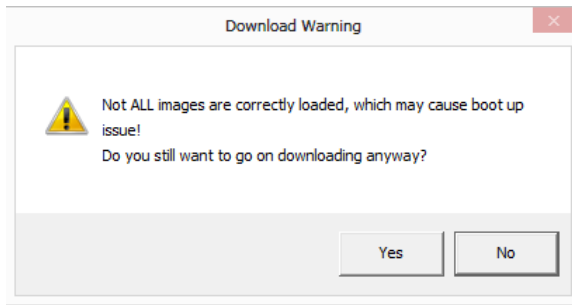 Download Warning
Not ALL images are correctly loaded, which may cause boot up
issue!
Do you still want to go on downloading anyway?
Yes
No